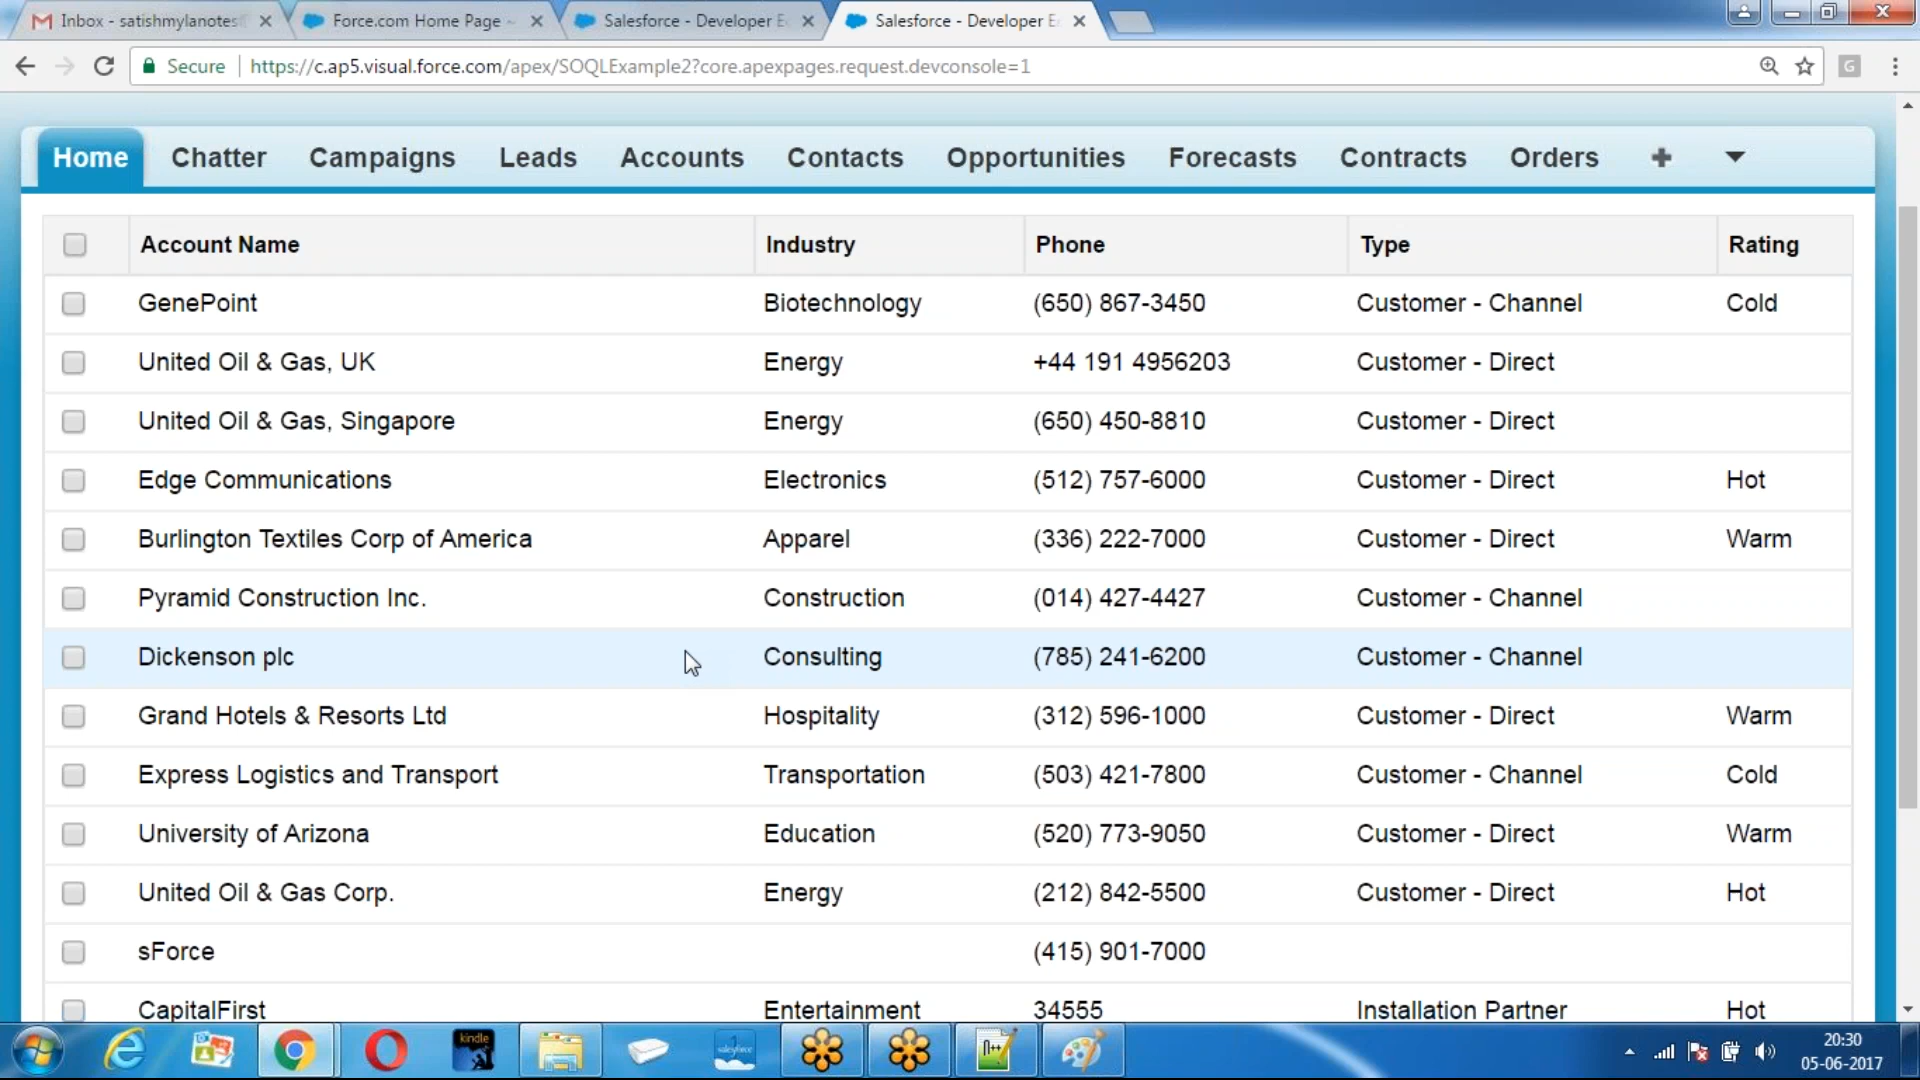 Inbox - satishmylanotes
Force.com Home Page ~
Salesforce - Developer E
Salesforce - Developer E
Secure
https://c.ap5.visual.force.com/apex/SOQLExample2?core.apexpages.request.devconsole=1
G
Home Chatter Campaigns Leads Accounts Contacts Opportunities Forecasts Contracts Orders +
Account Name Industry Phone Type Rating
GenePoint Biotechnology (650) 867-3450 Customer - Channel Cold
United Oil & Gas, UK Energy +44 191 4956203 Customer - Direct
United Oil & Gas, Singapore Energy (650) 450-8810 Customer - Direct
Edge Communications Electronics (512) 757-6000 Customer - Direct Hot
Burlington Textiles Corp of America Apparel (336) 222-7000 Customer - Direct Warm
Pyramid Construction Inc. Construction (014) 427-4427 Customer - Channel
Dickenson plc Consulting (785) 241-6200 Customer - Channel
Grand Hotels & Resorts Ltd Hospitality (312) 596-1000 Customer - Direct Warm
Express Logistics and Transport Transportation (503) 421-7800 Customer - Channel Cold
University of Arizona Education (520) 773-9050 Customer - Direct Warm
United Oil & Gas Corp. Energy (212) 842-5500 Customer - Direct Hot
sForce (415) 901-7000
CapitalFirst Entertainment 34555 Installation Partner Hot
kindle
salesforce
20:30
05-06-2017